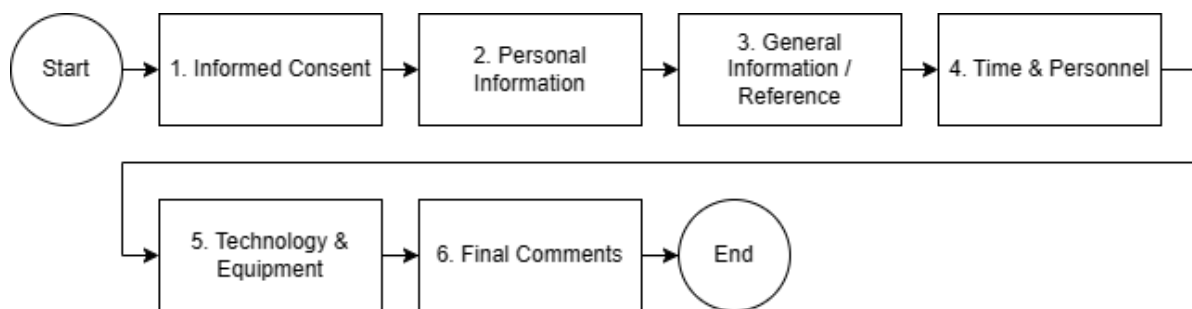 Start
1. Informed Consent
2. Personal
Information
3. General
Information /
Reference
4. Time & Personnel
5. Technology &
Equipment
6. Final Comments
End